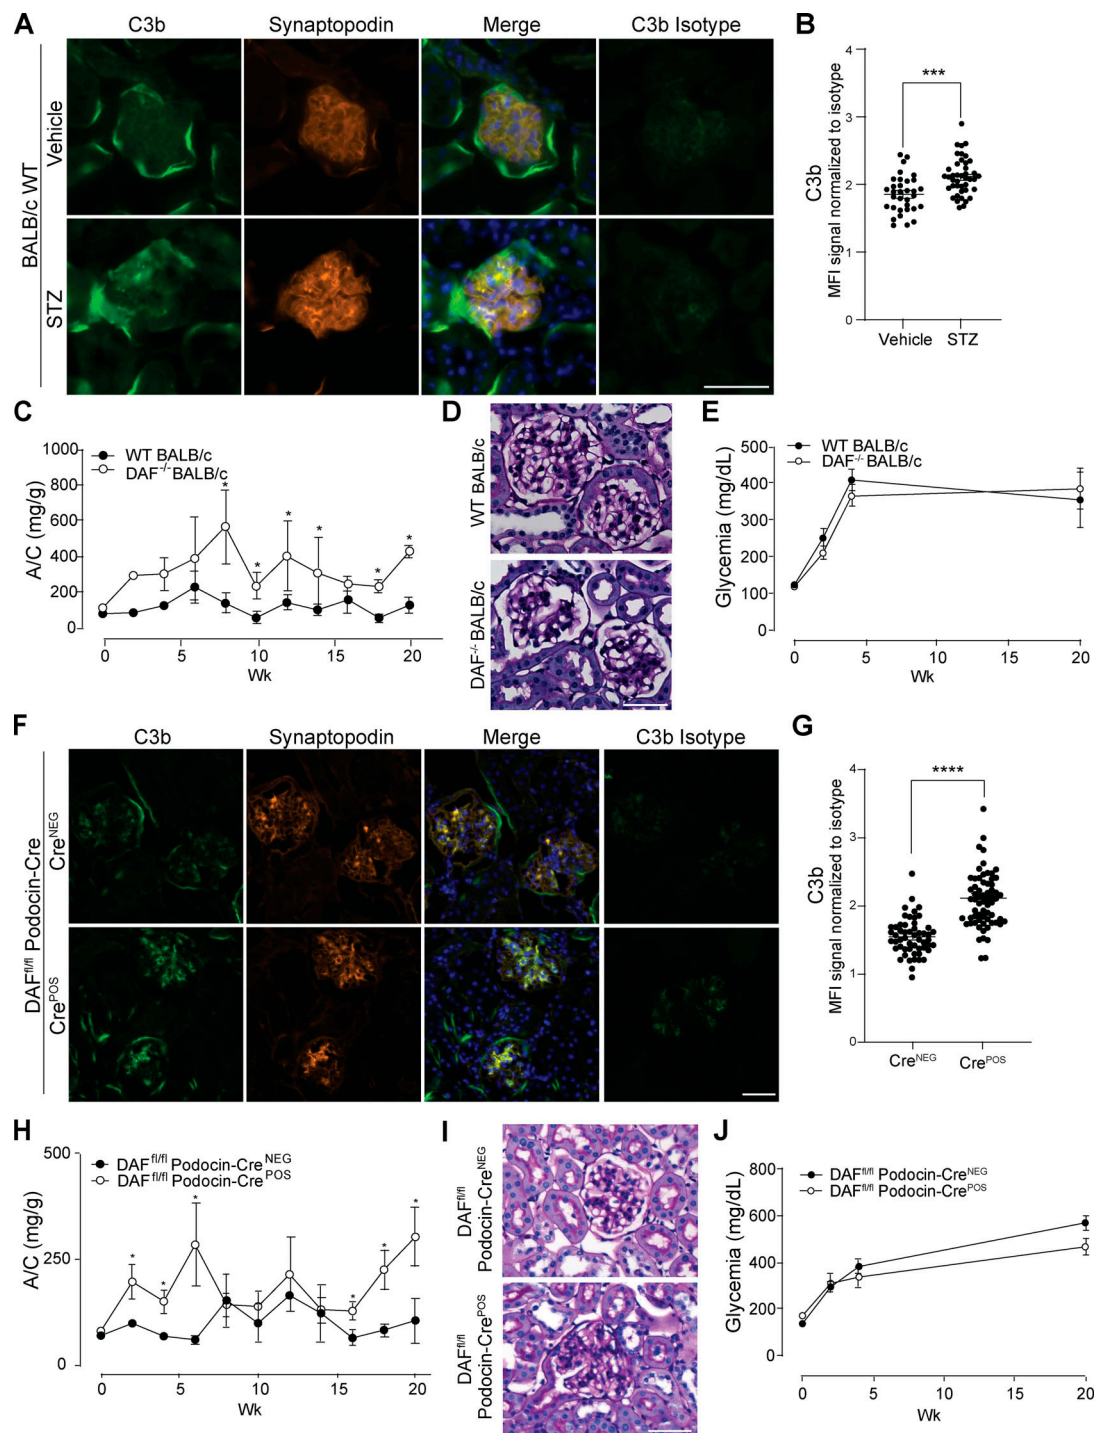 A
C3b
Synaptopodin
Merge
C3b Isotype
BALB/c WT
Vehicle
STZ
B
C3b
MFI signal normalized to isotype
4
3
2
1
0
***
Vehicle
STZ
C
A/C (mg/g)
1000
800
600
400
200
0
WT BALB/c
DAF-/- BALB/c
*
*
*
*
*
*
0
5
10
15
20
Wk
D
WT BALB/c
DAF-/- BALB/c
E
Glycemia (mg/dL)
500
400
300
200
100
0
WT BALB/c
DAF-/- BALB/c
0
5
10
15
20
Wk
F
C3b
Synaptopodin
Merge
C3b Isotype
DAFfl/fl Podocin-Cre
CreNEG
CrePOS
G
C3b
MFI signal normalized to isotype
4
3
2
1
0
****
CreNEG
CrePOS
H
A/C (mg/g)
500
250
0
DAFfl/fl Podocin-CreNEG
DAFfl/fl Podocin-CrePOS
*
*
*
*
*
*
0
5
10
15
20
Wk
I
DAFfl/fl
Podocin-CreNEG
DAFfl/fl
Podocin-CrePOS
J
Glycemia (mg/dL)
800
600
400
200
0
DAFfl/fl Podocin-CreNEG
DAFfl/fl Podocin-CrePOS
0
5
10
15
20
Wk